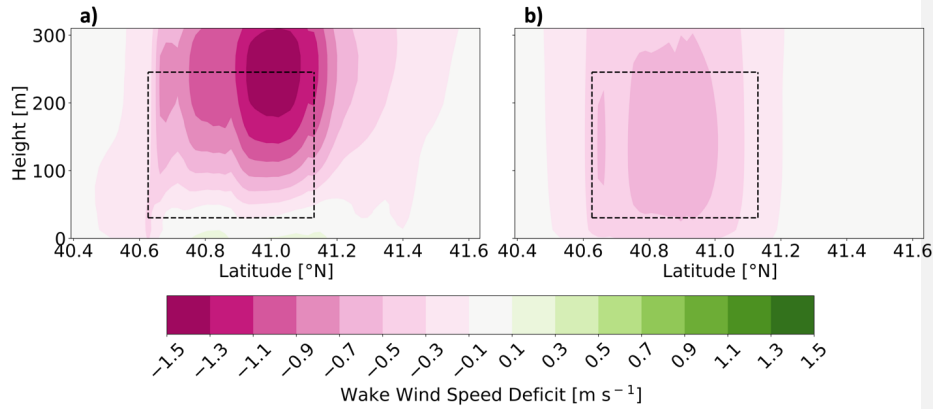 a)
b)
300
200
100
0
Height [m]
40.4 40.6 40.8 41.0 41.2 41.4 41.6
40.4 40.6 40.8 41.0 41.2 41.4 41.6
Latitude [°N]
Latitude [°N]
−1.5 −1.3 −1.1 −0.9 −0.7 −0.5 −0.3 −0.1 0.1 0.3 0.5 0.7 0.9 1.1 1.3 1.5
Wake Wind Speed Deficit [m s⁻¹]